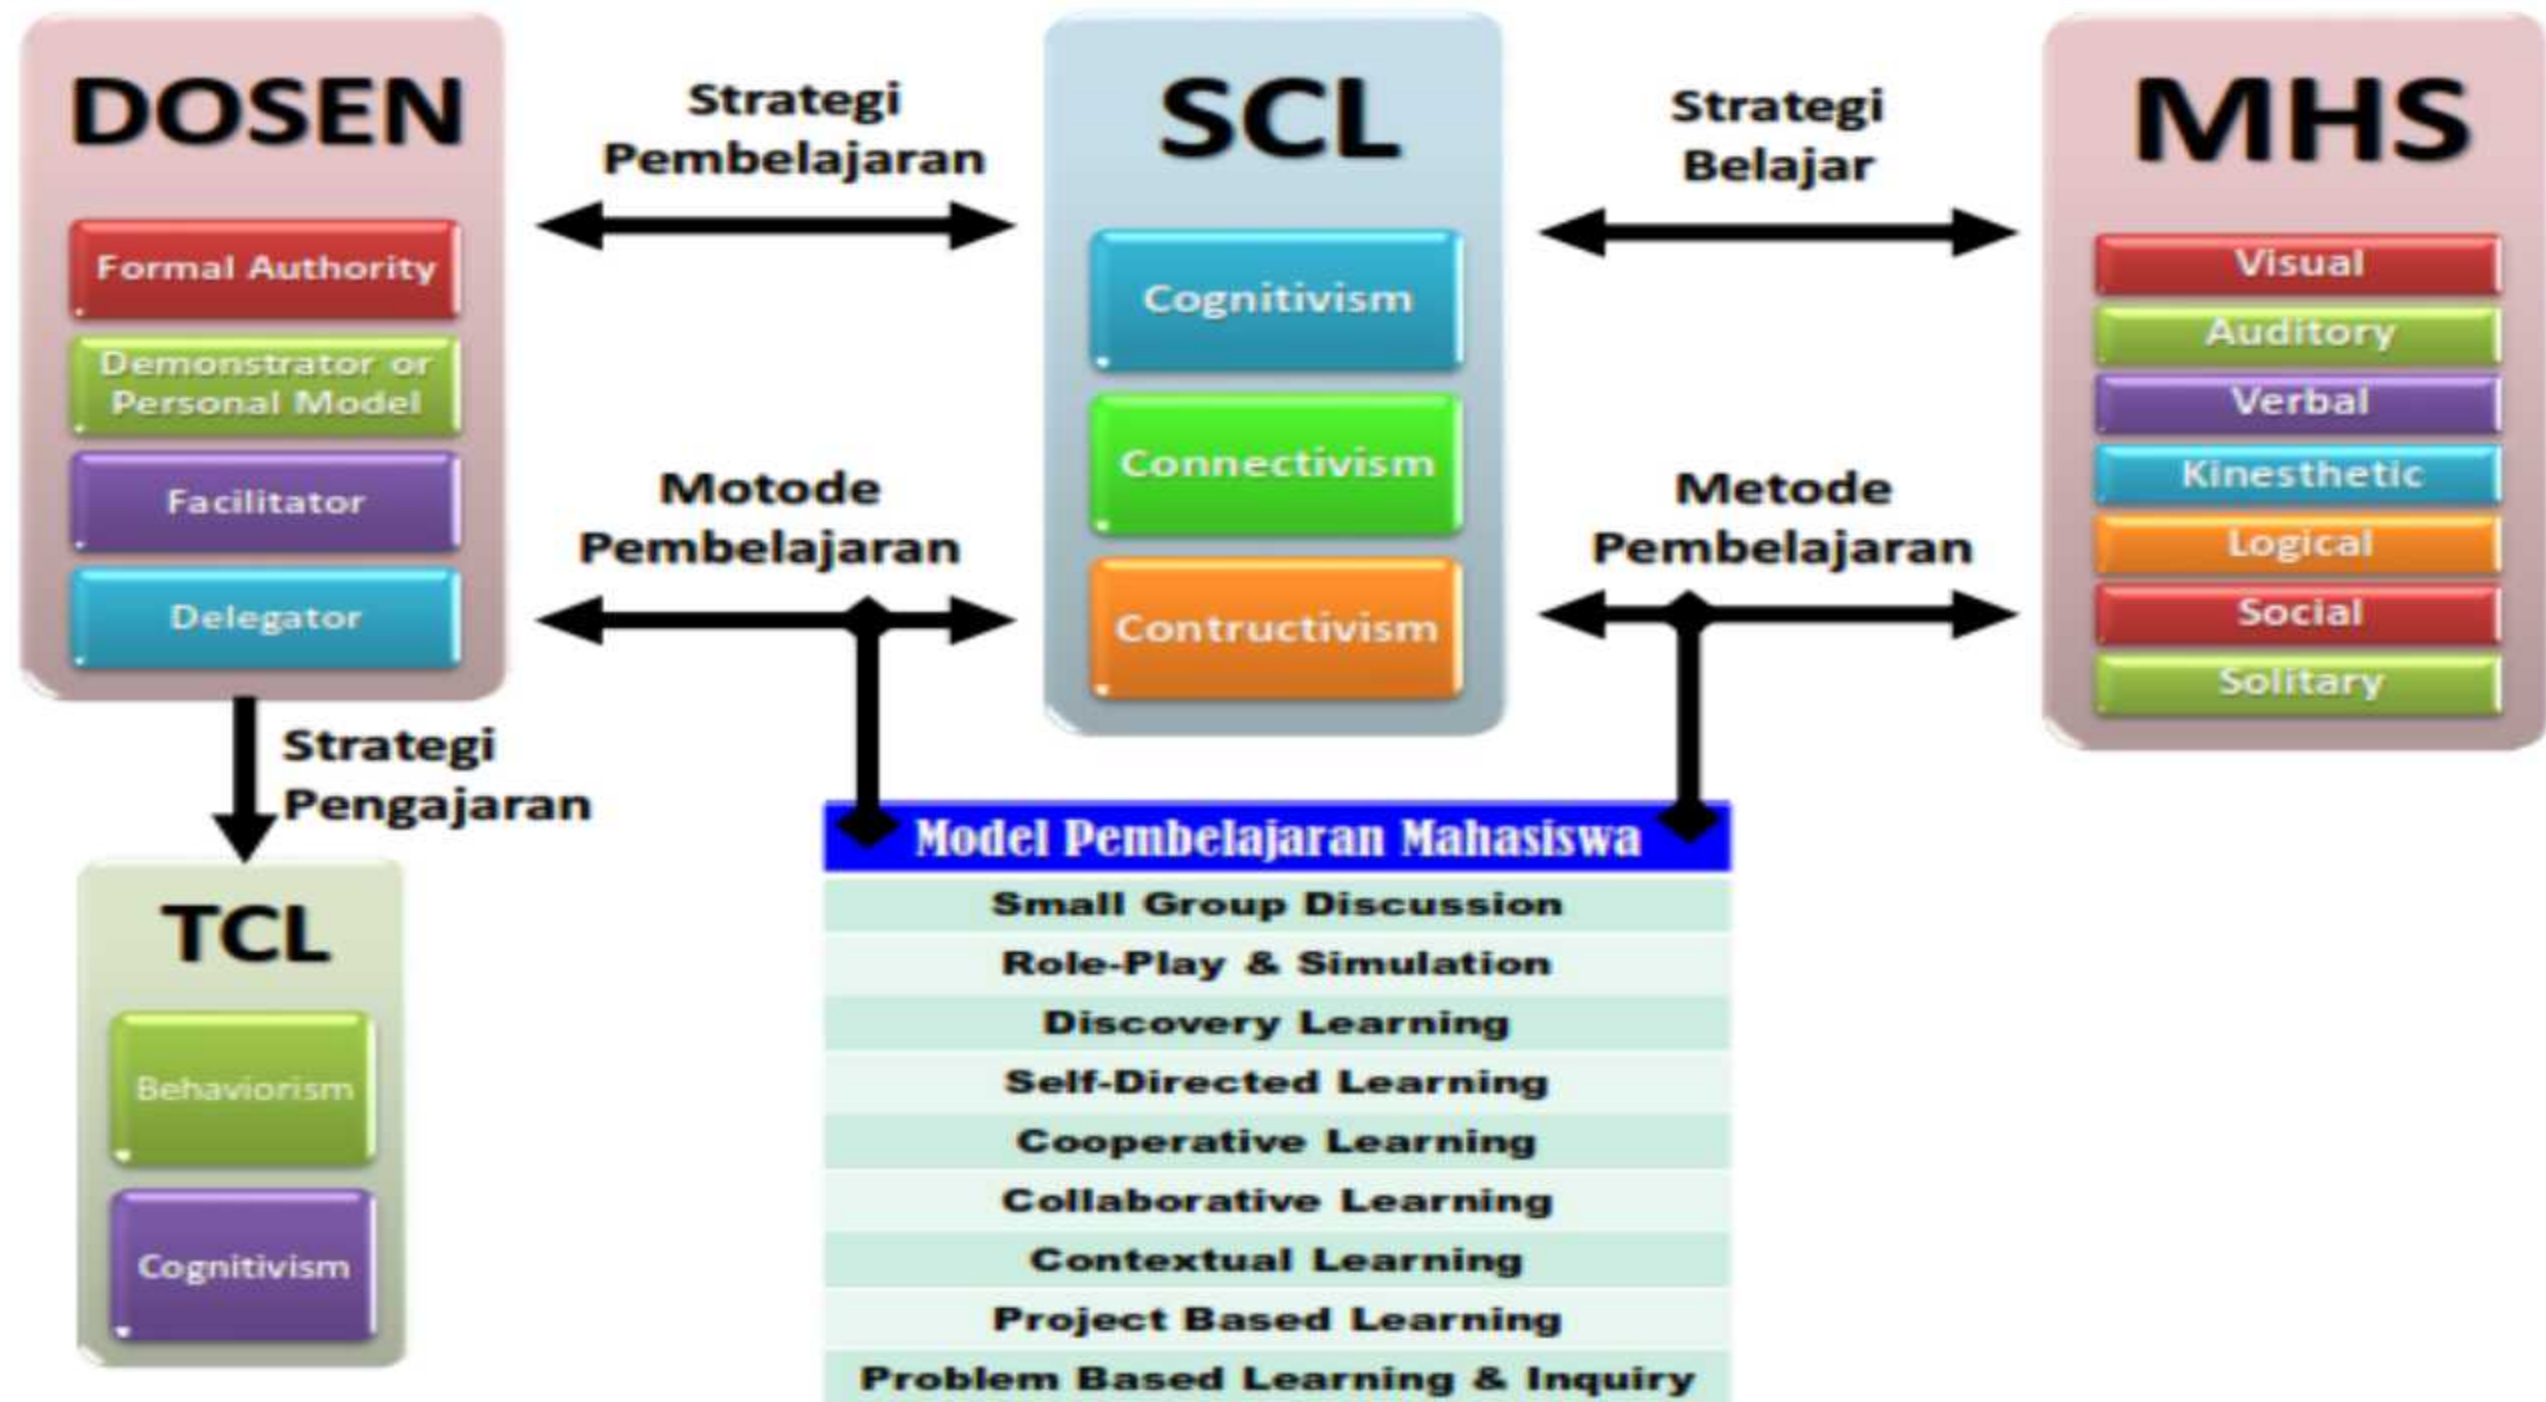 DOSEN
Formal Authority
Demonstrator or
Personal Model
Facilitator
Delegator
Strategi
Pembelajaran
Motode
Pembelajaran
SCL
Cognitivism
Connectivism
Contructivism
Strategi
Belajar
Metode
Pembelajaran
MHS
Visual
Auditory
Verbal
Kinesthetic
Logical
Social
Solitary
Strategi
Pengajaran
TCL
Behaviorism
Cognitivism
Model Pembelajaran Mahasiswa
Small Group Discussion
Role-Play & Simulation
Discovery Learning
Self-Directed Learning
Cooperative Learning
Collaborative Learning
Contextual Learning
Project Based Learning
Problem Based Learning & Inquiry